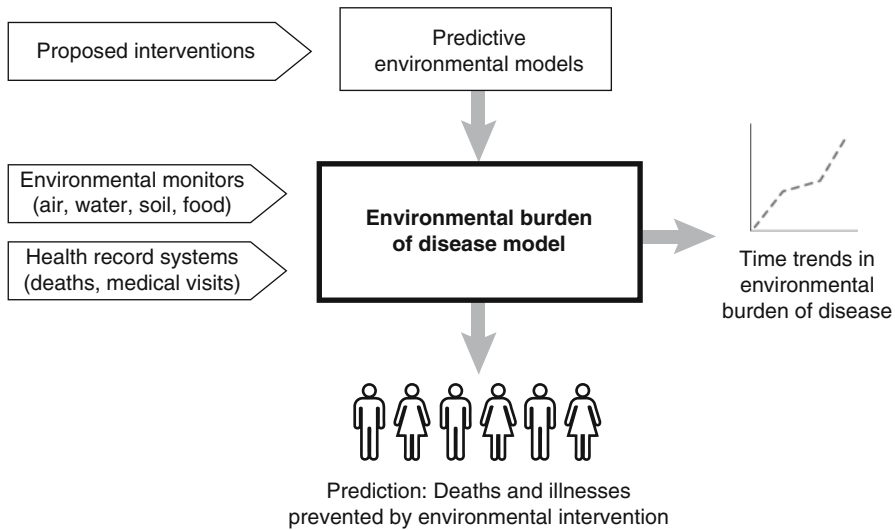 Proposed interventions
Predictive
environmental models
Environmental monitors
(air, water, soil, food)
Health record systems
(deaths, medical visits)
Environmental burden
of disease model
Time trends in
environmental
burden of disease
Prediction: Deaths and illnesses
prevented by environmental intervention